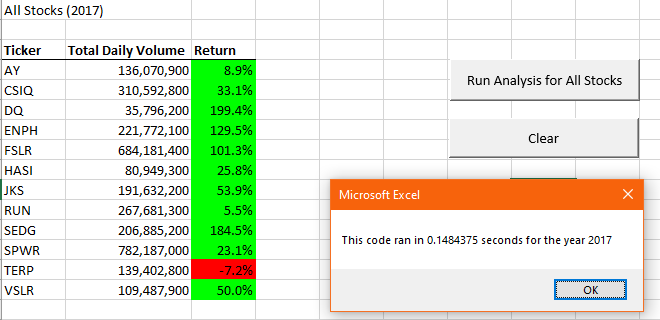 All Stocks (2017)
Ticker Total Daily Volume Return
AY 136,070,900 8.9%
CSIQ 310,592,800 33.1%
DQ 35,796,200 199.4%
ENPH 221,772,100 129.5%
FSLR 684,181,400 101.3%
HASI 80,949,300 25.8%
JKS 191,632,200 53.9%
RUN 267,681,300 5.5%
SEDG 206,885,200 184.5%
SPWR 782,187,000 23.1%
TERP 139,402,800 -7.2%
VSLR 109,487,900 50.0%
Run Analysis for All Stocks
Clear
Microsoft Excel
This code ran in 0.1484375 seconds for the year 2017
OK